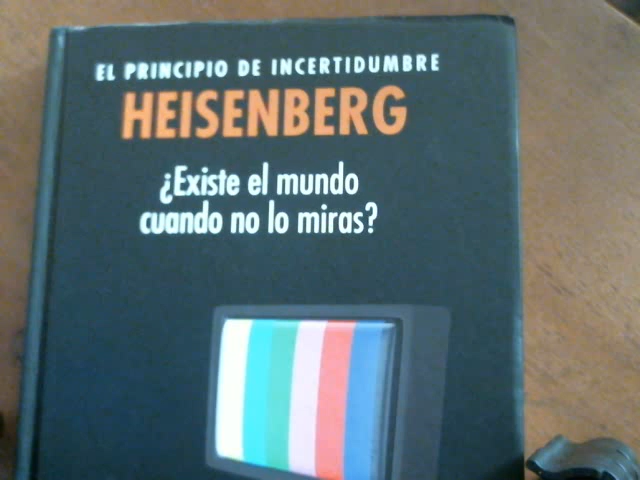 EL PRINCIPIO DE INCERTIDUMBRE
HEISENBERG
¿Existe el mundo
cuando no lo miras?